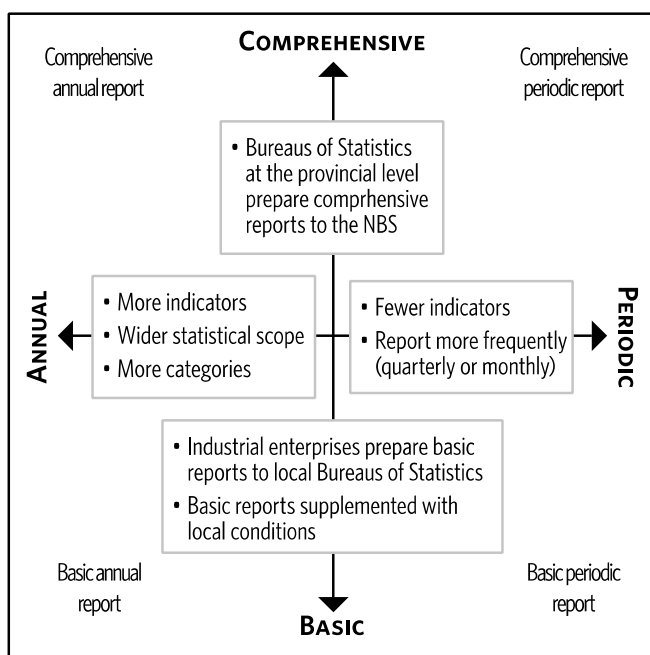 COMPREHENSIVE
Comprehensive
annual report
Comprehensive
periodic report
• Bureaus of Statistics
at the provincial level
prepare comprhensive
reports to the NBS
ANNUAL
• More indicators
• Wider statistical scope
• More categories
• Fewer indicators
• Report more frequently
(quarterly or monthly)
PERIODIC
• Industrial enterprises prepare basic
reports to local Bureaus of Statistics
• Basic reports supplemented with
local conditions
Basic annual
report
Basic periodic
report
BASIC